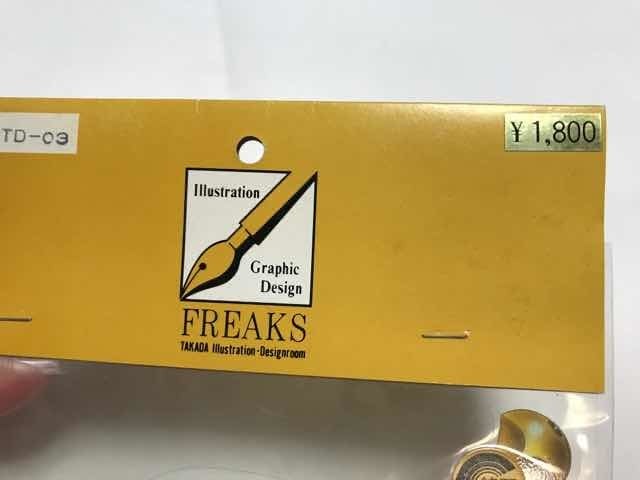 TD-03
¥1,800
Illustration
Graphic
Design
FREAKS
TAKADA Illustration-Designroom